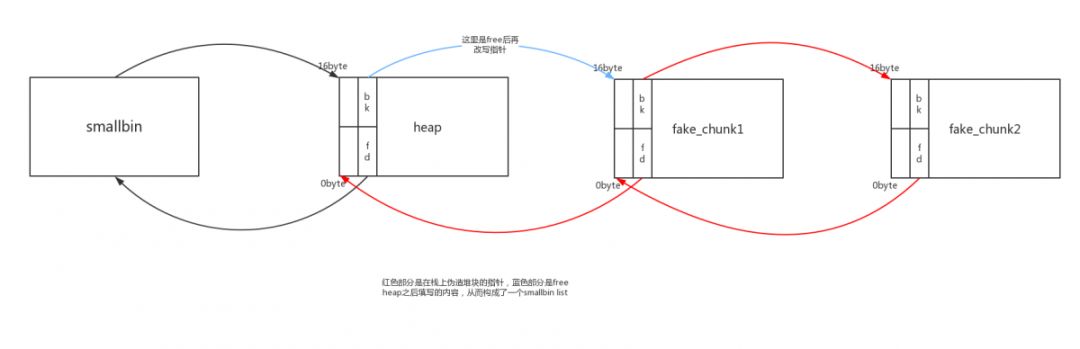 这里是free后再
改写指针
16byte
16byte
16byte
smallbin
b
k
heap
b
k
fake_chunk1
b
k
fake_chunk2
f
d
f
d
f
d
0byte
0byte
0byte
红色部分是在栈上伪造堆块的指针，蓝色部分是free
heap之后填写的内容，从而构成了一个smallbin list